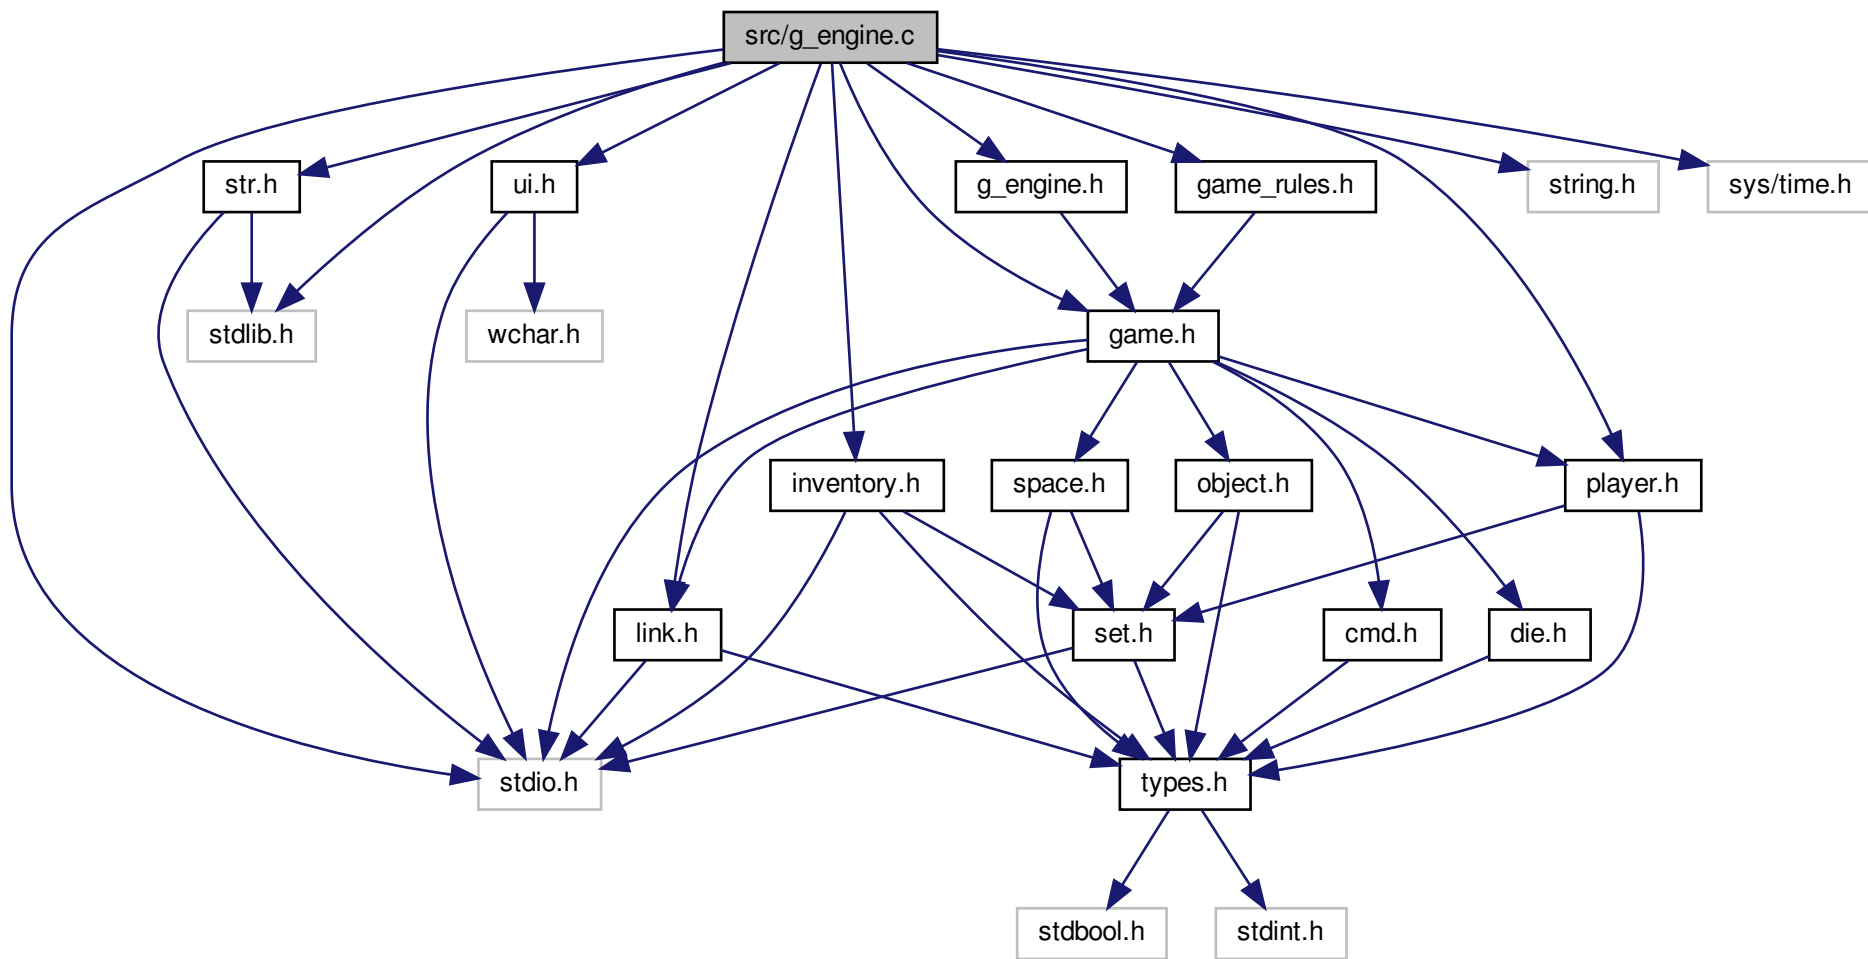 src/g_engine.c
str.h
ui.h
g_engine.h
game_rules.h
string.h
sys/time.h
stdlib.h
wchar.h
game.h
inventory.h
space.h
object.h
player.h
link.h
set.h
cmd.h
die.h
stdio.h
types.h
stdbool.h
stdint.h